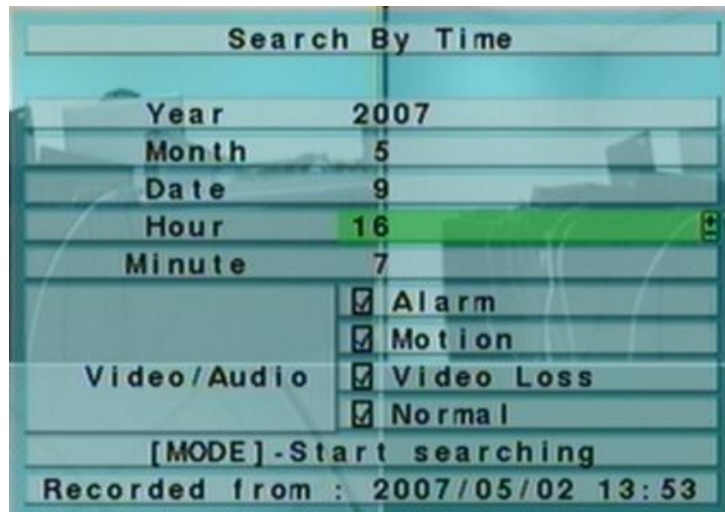 Search By Time
Year 2007
Month 5
Date 9
Hour 16
Minute 7
Video/Audio
Alarm
Motion
Video Loss
Normal
[MODE]-Start searching
Recorded from : 2007/05/02 13:53